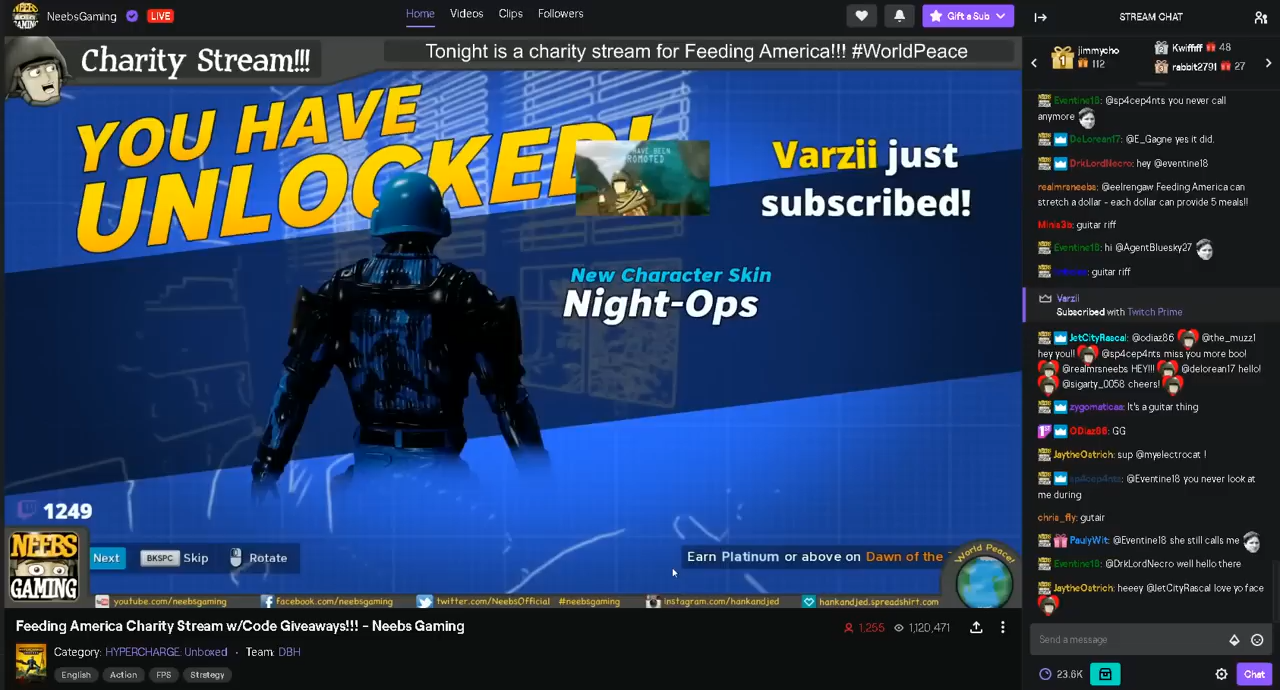 NeebsGaming LIVE
Home Videos Clips Followers
Gift a Sub
STREAM CHAT
Charity Stream!!!
Tonight is a charity stream for Feeding America!!! #WorldPeace
YOU HAVE
UNLOCKED!
HAVE BEEN
PROMOTED
Varzii just
subscribed!
New Character Skin
Night-Ops
1249
NEEBS
GAMING
Next BKSPC Skip Rotate
Earn Platinum or above on Dawn of the
World Peace!
youtube.com/neebsgaming facebook.com/neebsgaming twitter.com/NeebsOfficial #neebsgaming instagram.com/hankandjed hankandjed.spreadshirt.com
Feeding America Charity Stream w/Code Giveaways!!! - Neebs Gaming
1,255 1,120,471
Category: HYPERCHARGE: Unboxed · Team: DBH
English Action FPS Strategy
1 jimmycho
112
Kwiffiff 48
rabbit2791 27
Eventine18: @sp4cep4nts you never call
anymore
DeLorean17: @E_Gagne yes it did.
DrkLordNecro: hey @eventine18
realmrsneebs: @eelrengaw Feeding America can
stretch a dollar - each dollar can provide 5 meals!!
Minis3b: guitar riff
Eventine18: hi @AgentBluesky27
guitar riff
Varzii
Subscribed with Twitch Prime
JetCityRascal: @odiaz86 @the_muzz1
hey you!! @sp4cep4nts miss you more boo!
@realmrsneebs HEY!!! @delorean17 hello!
@sigarty_0058 cheers!
zygomaticaa: It's a guitar thing
ODiaz86: GG
JaytheOstrich: sup @myelectrocat !
sp4cep4nts: @Eventine18 you never look at
me during
chris_fly: gutair
PaulyWit: @Eventine18 she still calls me
Eventine18: @DrkLordNecro well hello there
JaytheOstrich: heeey @JetCityRascal love yo face
Send a message
23.6K Chat